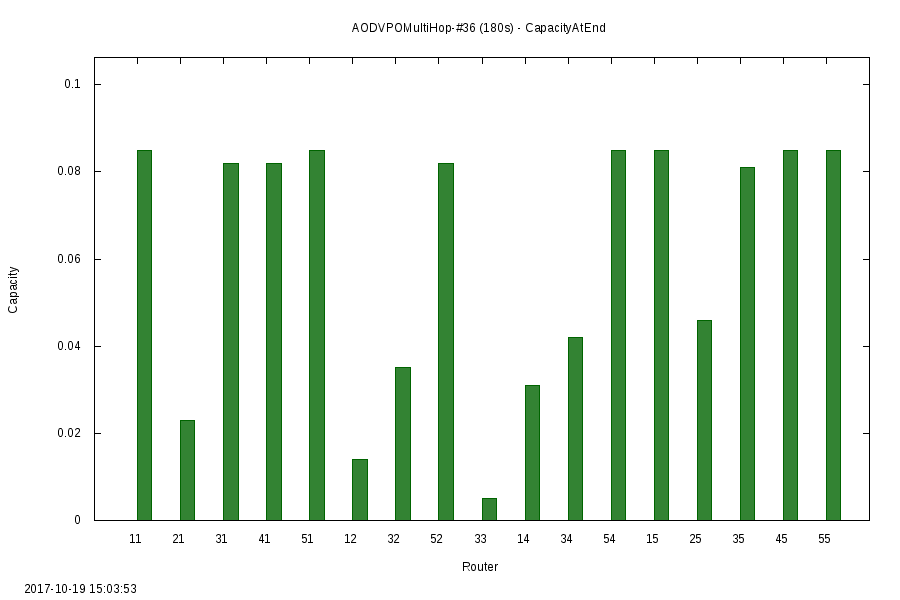 AODVPOMultiHop-#36 (180s) - CapacityAtEnd
0.1
0.08
0.06
0.04
0.02
0
Capacity
11 21 31 41 51 12 32 52 33 14 34 54 15 25 35 45 55
Router
2017-10-19 15:03:53